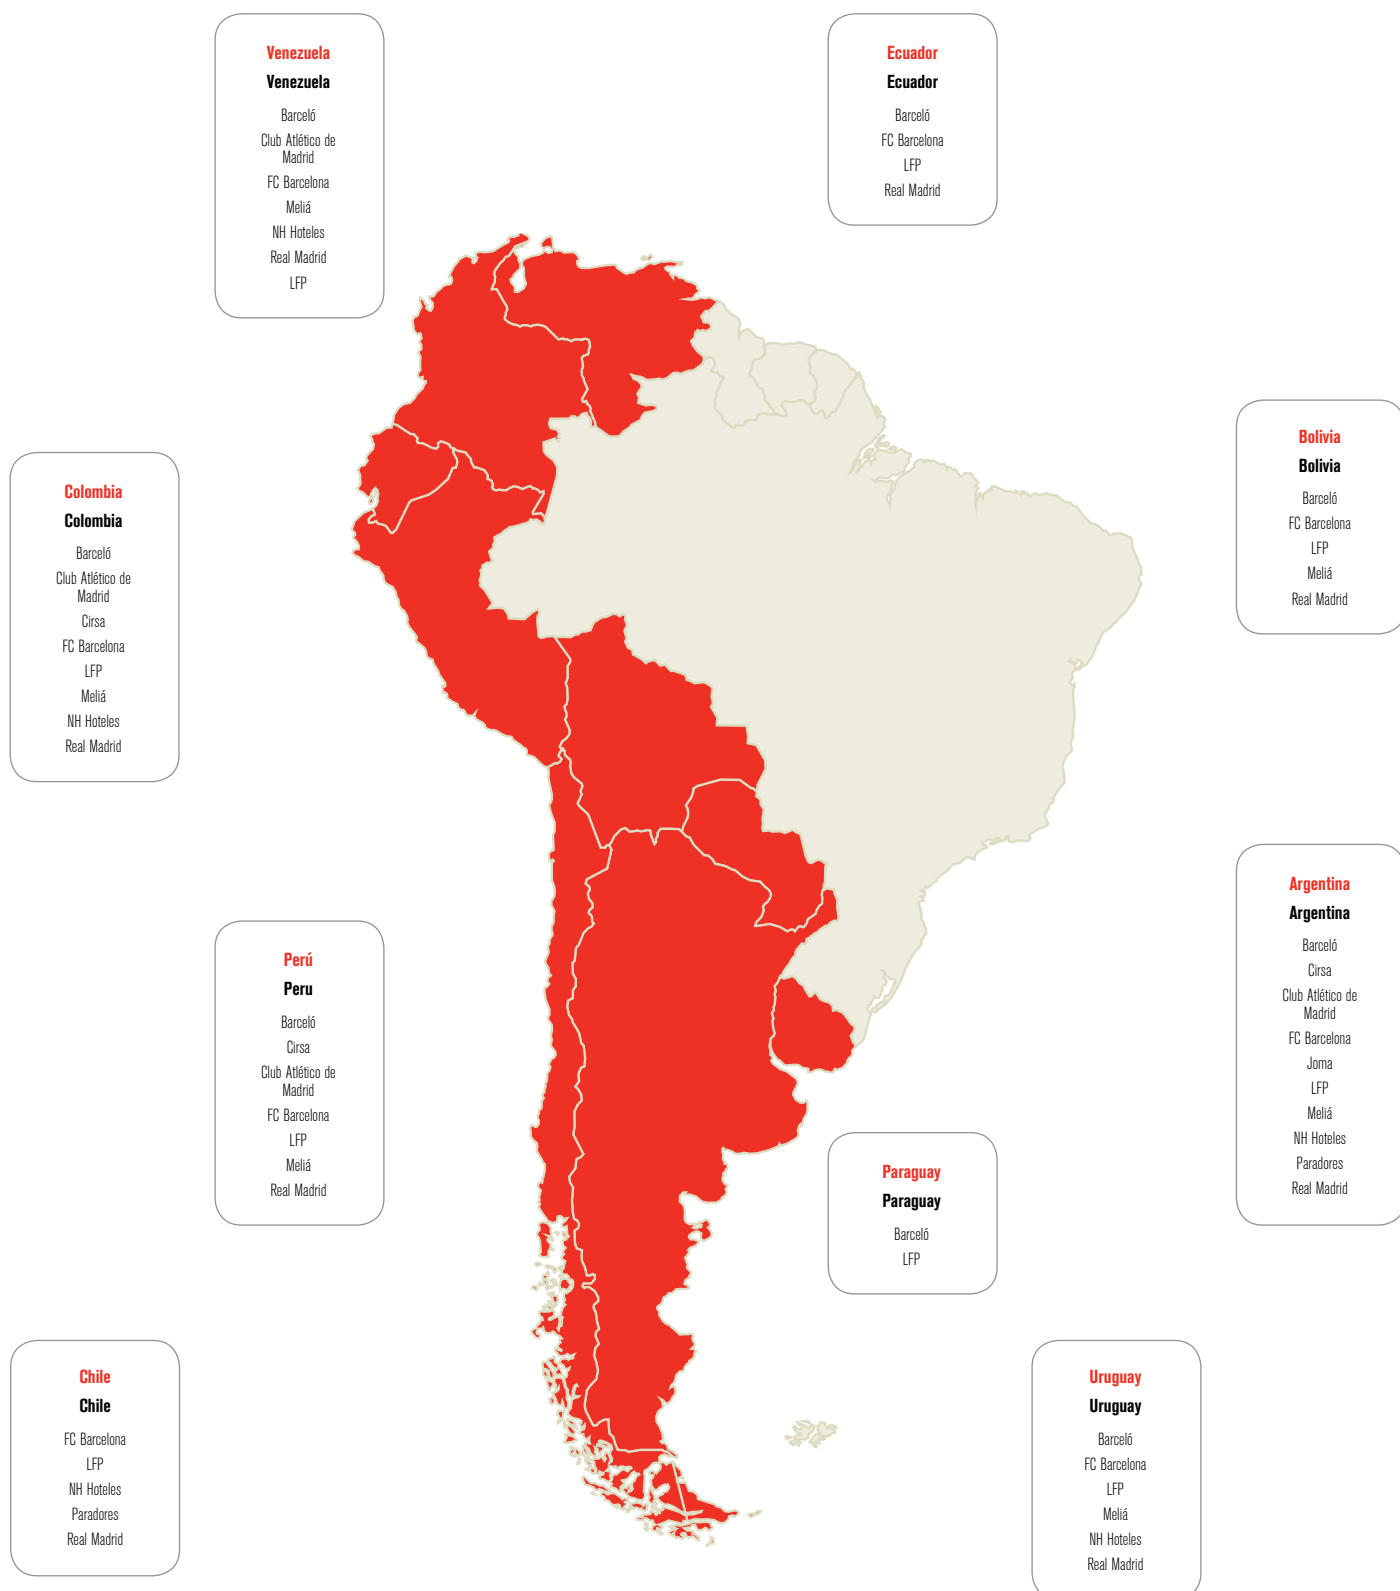 Venezuela
Venezuela
Barceló
Club Atlético de
Madrid
FC Barcelona
Meliá
NH Hoteles
Real Madrid
LFP
Ecuador
Ecuador
Barceló
FC Barcelona
LFP
Real Madrid
Colombia
Colombia
Barceló
Club Atlético de
Madrid
Cirsa
FC Barcelona
LFP
Meliá
NH Hoteles
Real Madrid
Bolivia
Bolivia
Barceló
FC Barcelona
LFP
Meliá
Real Madrid
Perú
Peru
Barceló
Cirsa
Club Atlético de
Madrid
FC Barcelona
LFP
Meliá
Real Madrid
Argentina
Argentina
Barceló
Cirsa
Club Atlético de
Madrid
FC Barcelona
Joma
LFP
Meliá
NH Hoteles
Paradores
Real Madrid
Paraguay
Paraguay
Barceló
LFP
Chile
Chile
FC Barcelona
LFP
NH Hoteles
Paradores
Real Madrid
Uruguay
Uruguay
Barceló
FC Barcelona
LFP
Meliá
NH Hoteles
Real Madrid